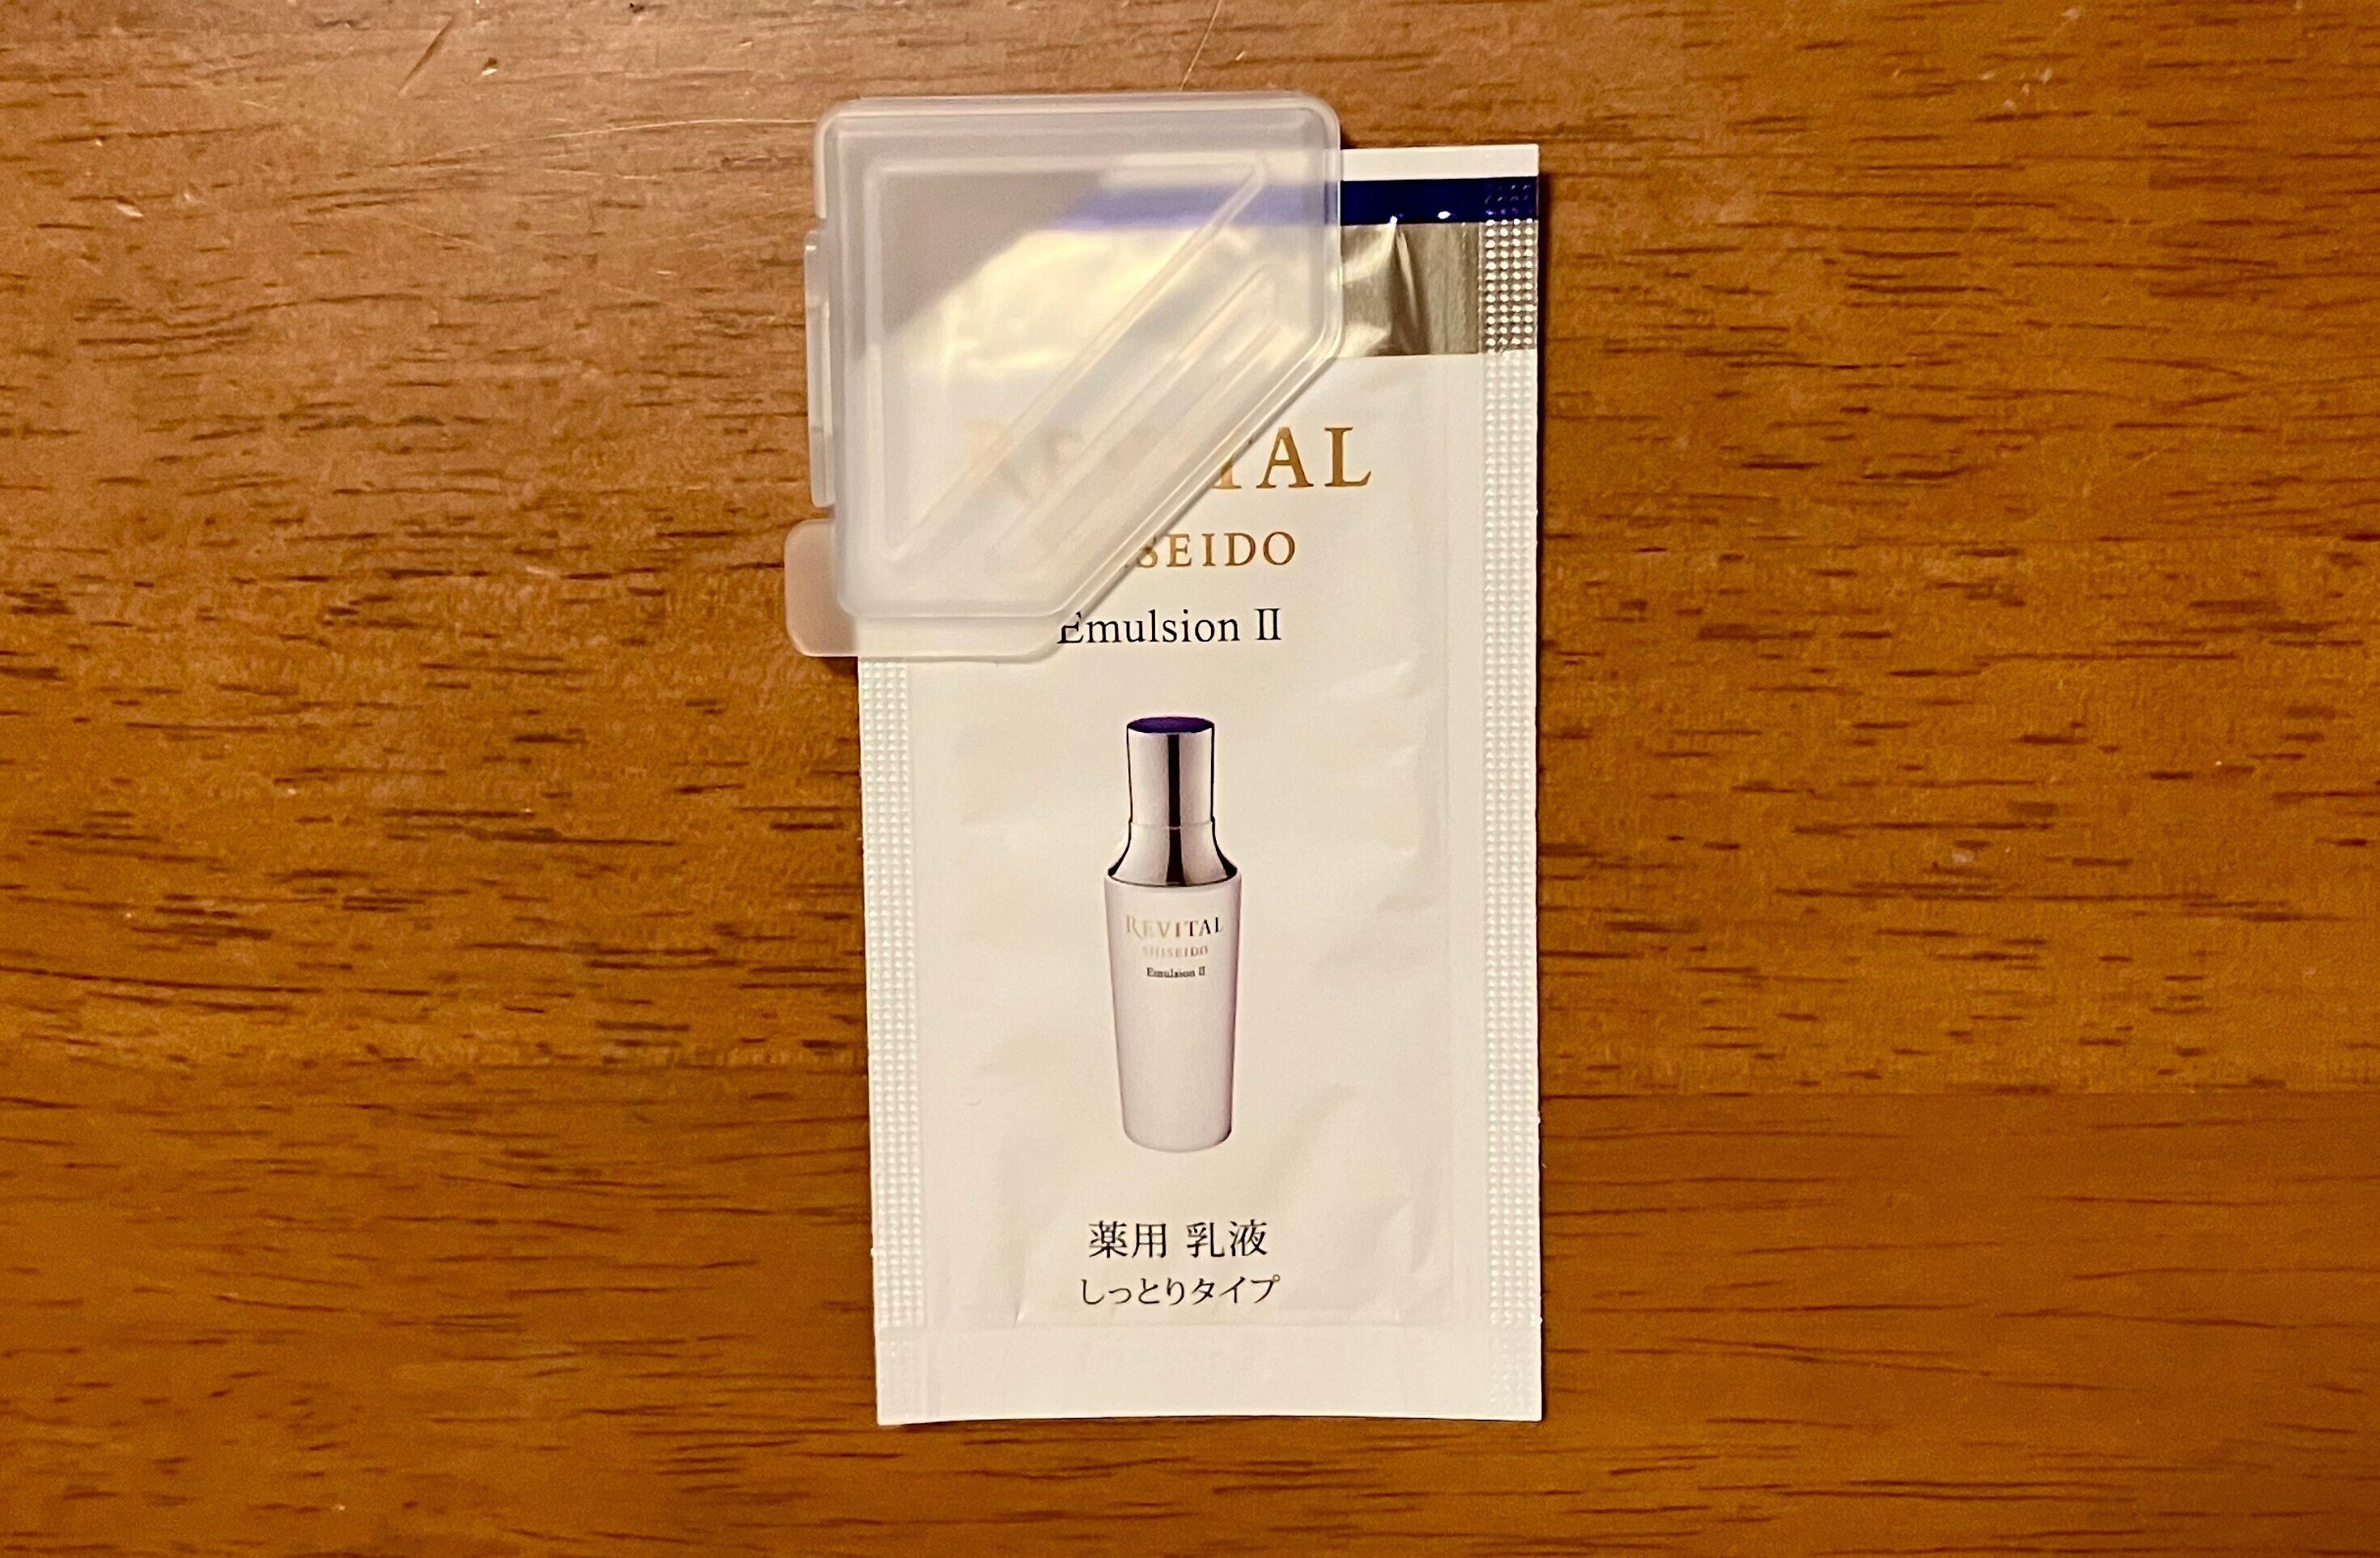 REVITAL
SHISEIDO
Emulsion II
REVITAL
SHISEIDO
Emulsion II
薬用 乳液
しっとりタイプ